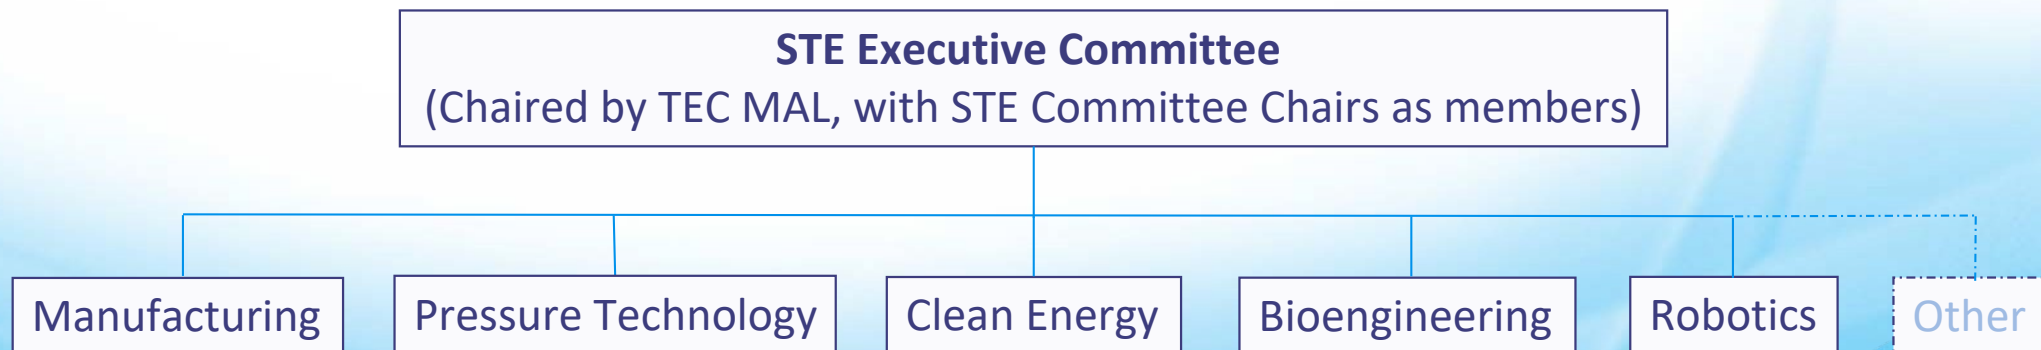 STE Executive Committee
(Chaired by TEC MAL, with STE Committee Chairs as members)
Manufacturing
Pressure Technology
Clean Energy
Bioengineering
Robotics
Other